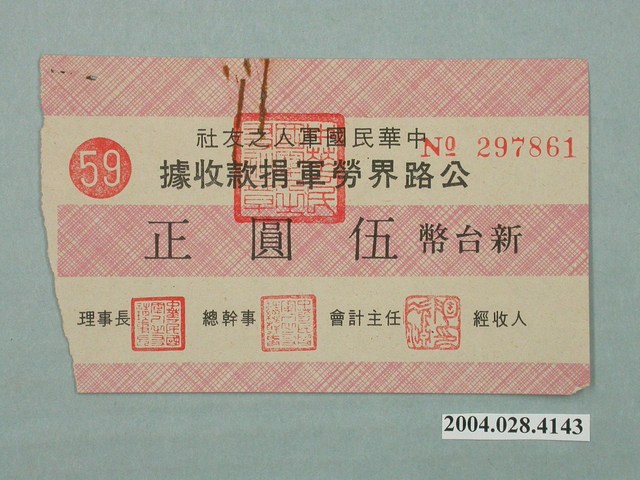 中華民國軍人之友社
№ 297861
59
公路界勞軍捐款收據
新台幣 伍 圓 正
經收人 會計主任 總幹事 理事長
2004.028.4143